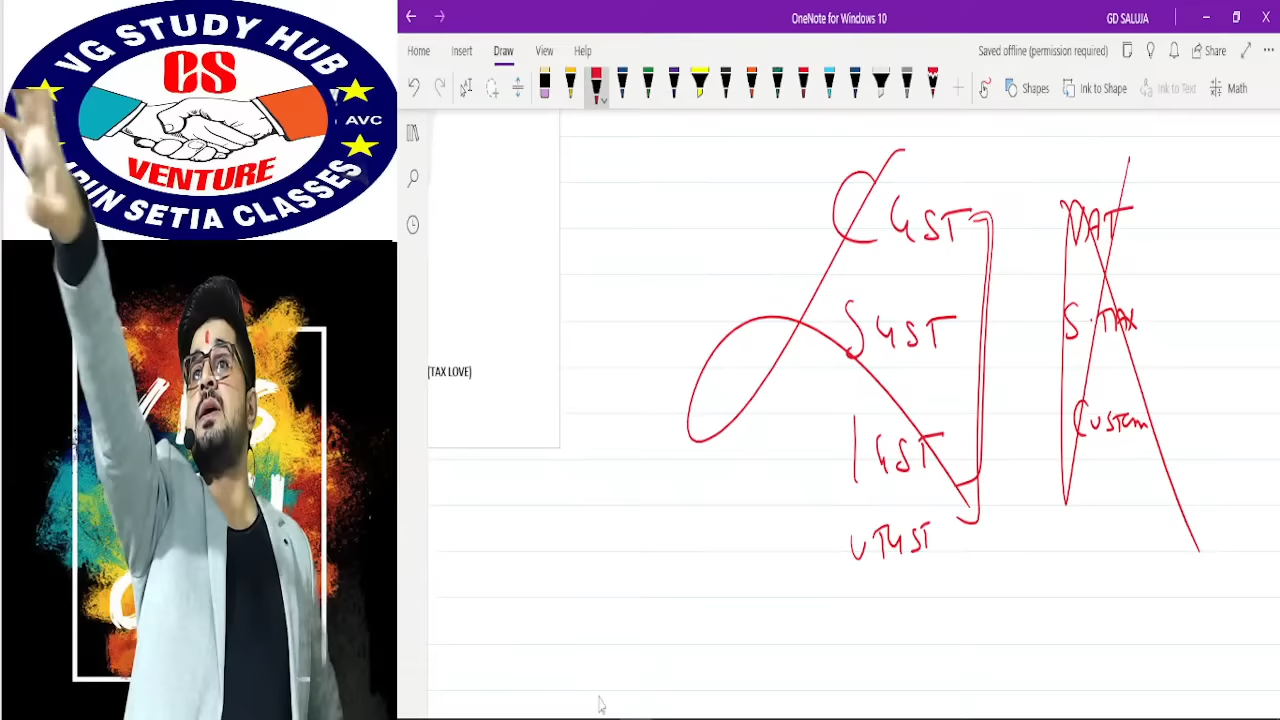 VG STUDY HUB
CS
AVC
VENTURE
SETIA CLASSES
OneNote for Windows 10
GD SALUJA
Home Insert Draw View Help
Saved offline (permission required)
Share
Shapes
Ink to Shape
Ink to Text
Math
(TAX LOVE)
CGST
SGST
IGST
UTGST
VAT
S.TAX
Custom